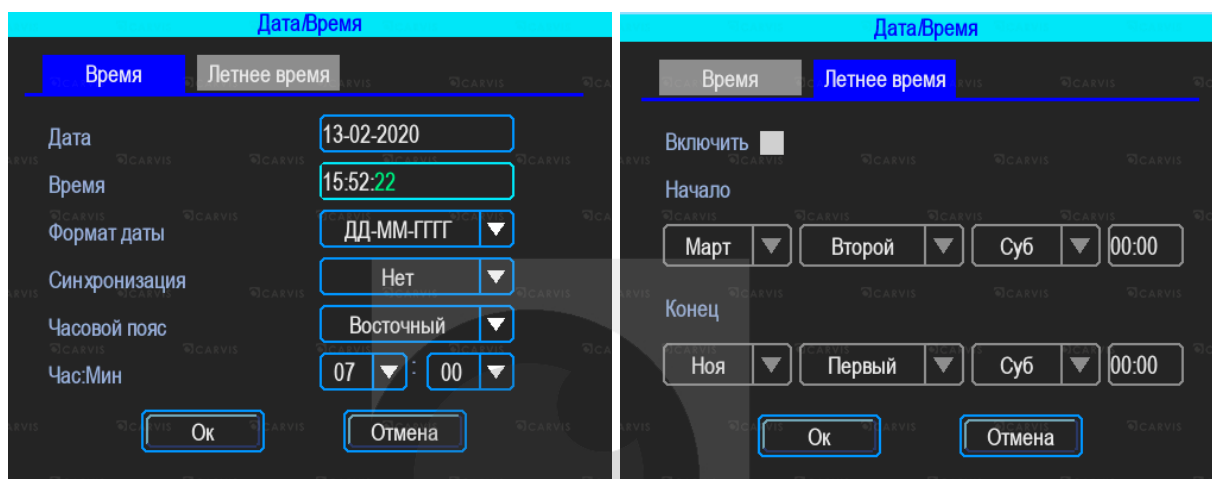 Дата/Время
Время Летнее время
Дата 13-02-2020
Время 15:52:22
Формат даты ДД-ММ-ГГГГ
Синхронизация Нет
Часовой пояс Восточный
Час:Мин 07 : 00
Ок Отмена
Дата/Время
Время Летнее время
Включить
Начало
Март Второй Суб 00:00
Конец
Ноя Первый Суб 00:00
Ок Отмена
CARVIS